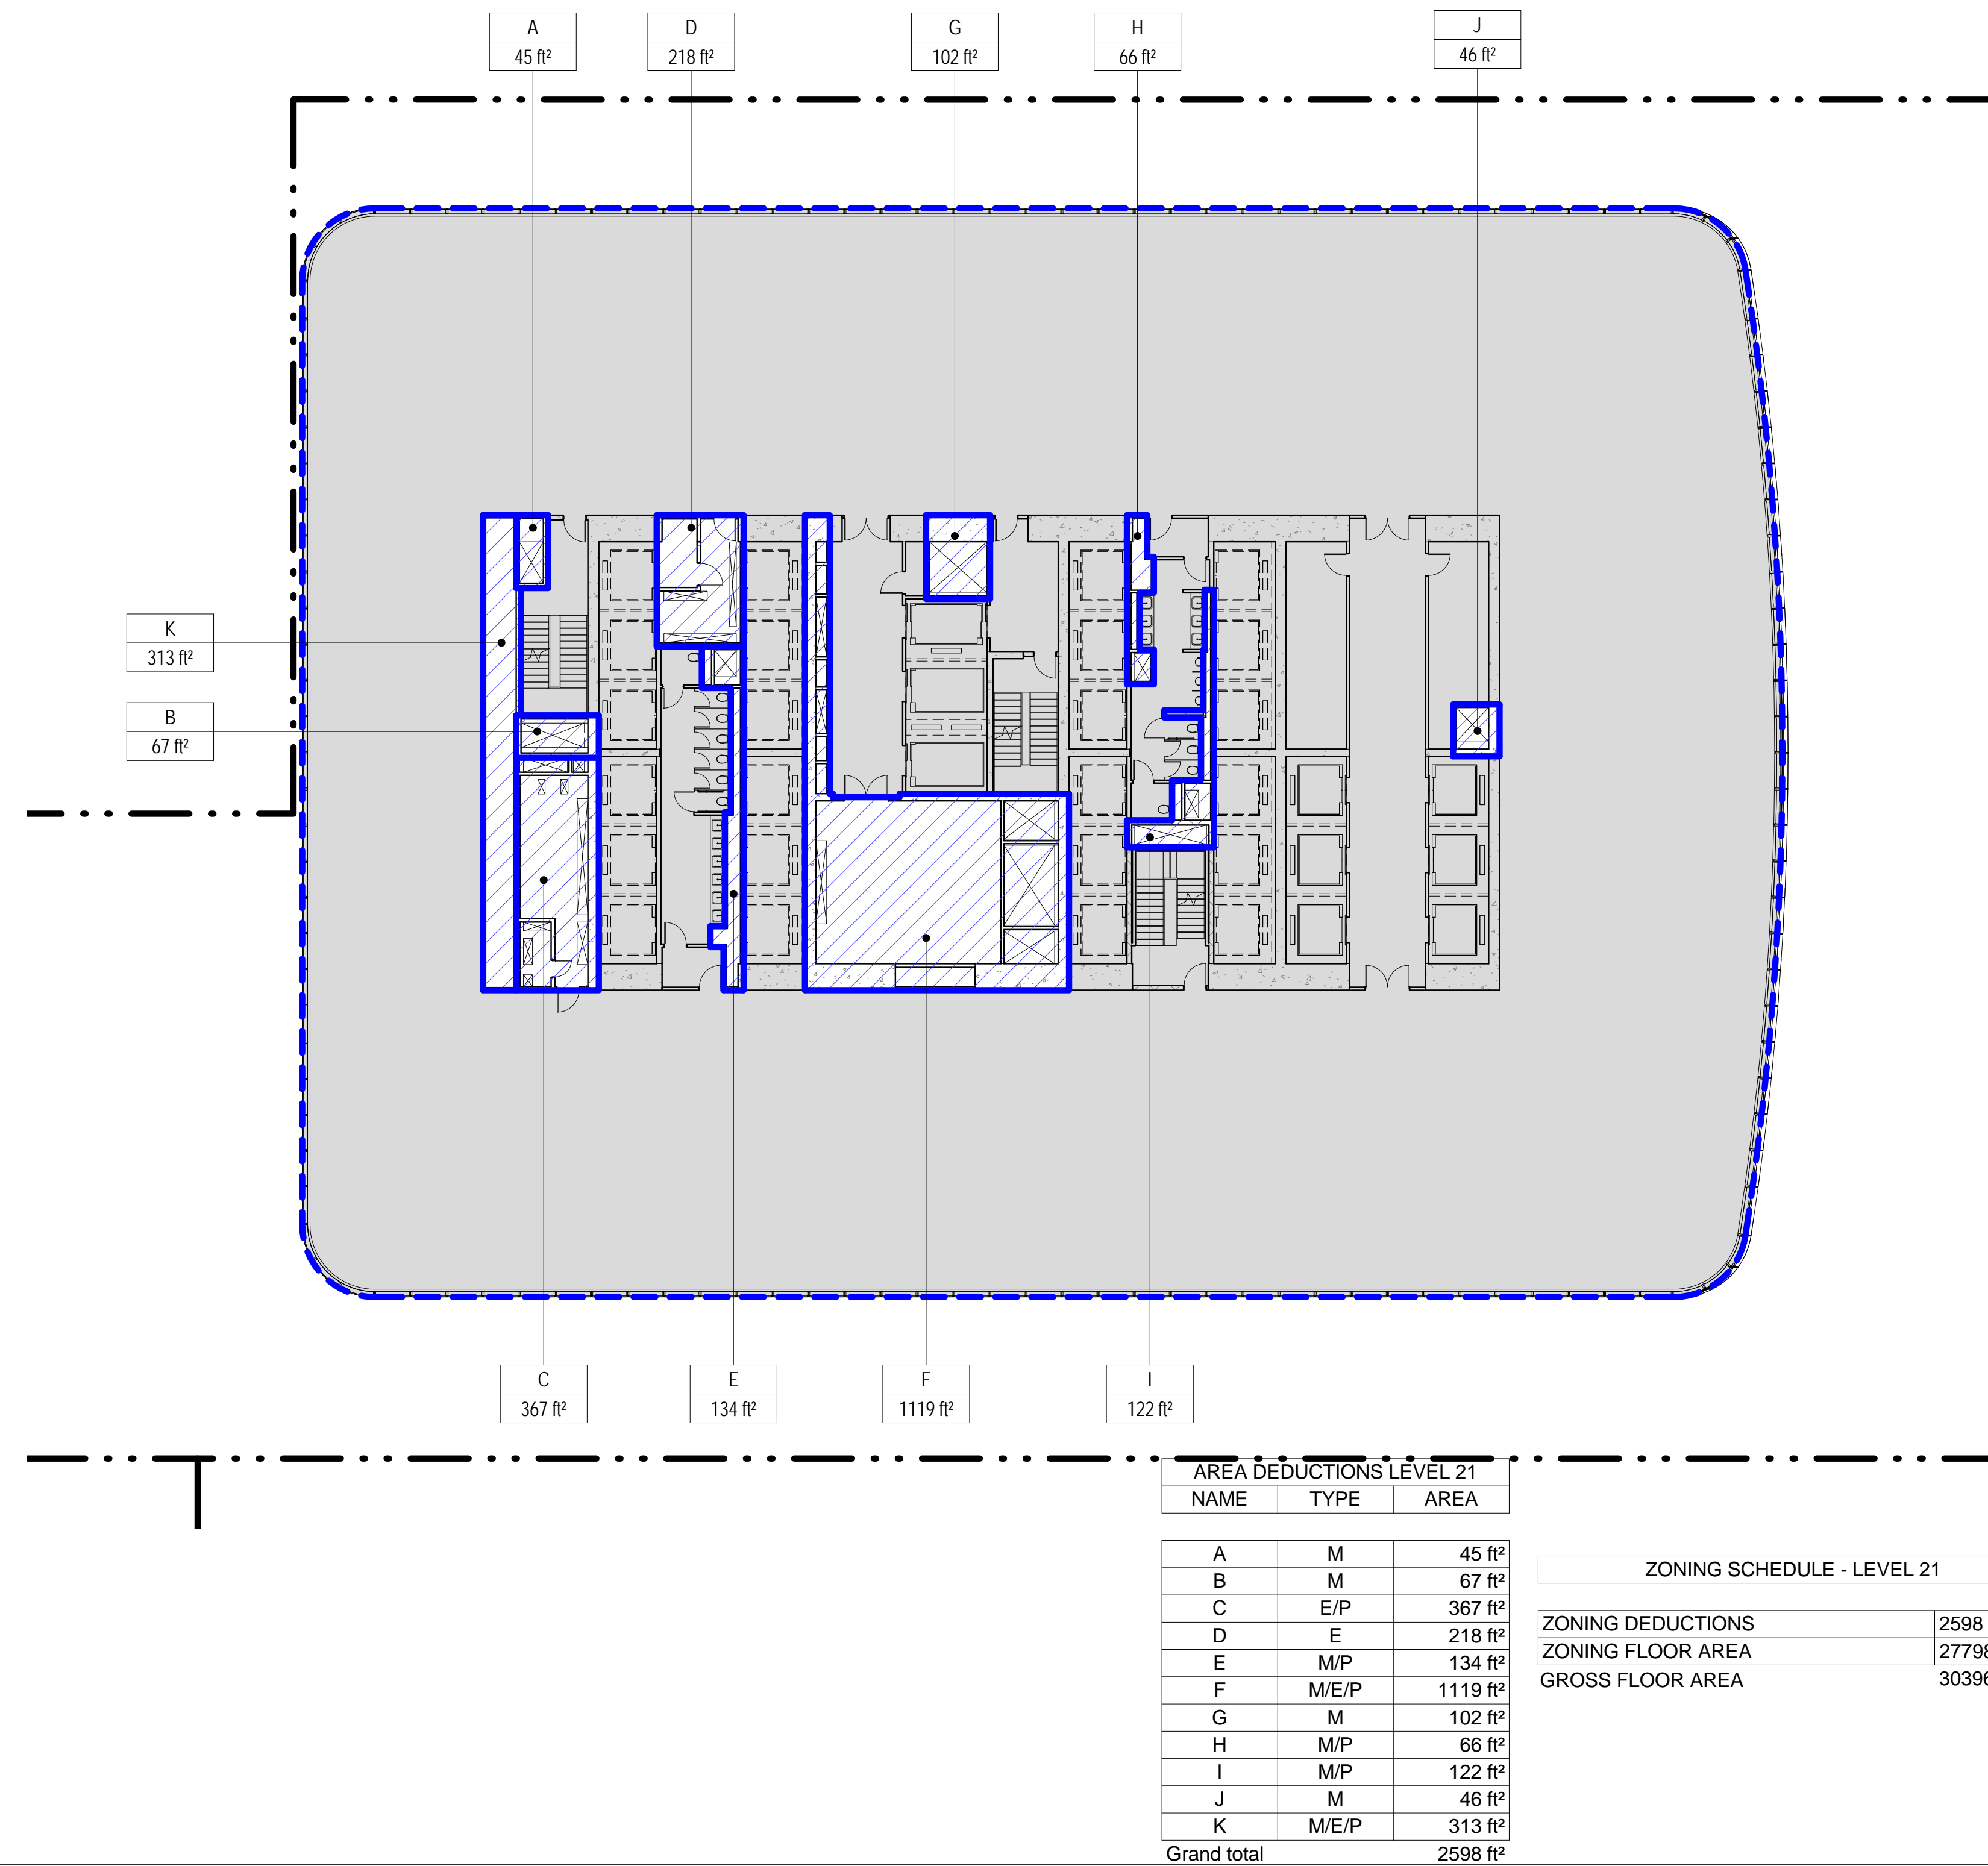 A
45 ft²
D
218 ft²
G
102 ft²
H
66 ft²
J
46 ft²
K
313 ft²
B
67 ft²
C
367 ft²
E
134 ft²
F
1119 ft²
I
122 ft²
AREA DEDUCTIONS LEVEL 21
NAME TYPE AREA
A M 45 ft²
B M 67 ft²
C E/P 367 ft²
D E 218 ft²
E M/P 134 ft²
F M/E/P 1119 ft²
G M 102 ft²
H M/P 66 ft²
I M/P 122 ft²
J M 46 ft²
K M/E/P 313 ft²
Grand total 2598 ft²
ZONING SCHEDULE - LEVEL 21
ZONING DEDUCTIONS 2598
ZONING FLOOR AREA 27798
GROSS FLOOR AREA 30396